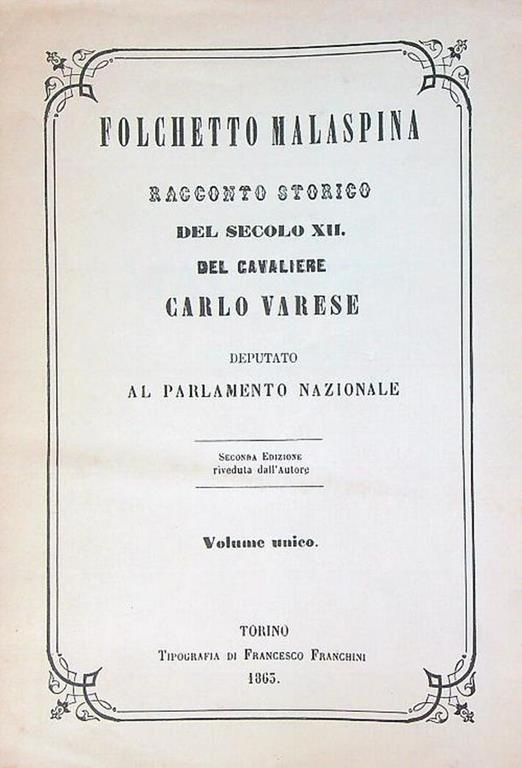 FOLCHETTO MALASPINA
RACCONTO STORICO
DEL SECOLO XII.
DEL CAVALIERE
CARLO VARESE
DEPUTATO
AL PARLAMENTO NAZIONALE
SECONDA EDIZIONE
riveduta dall'Autore
Volume unico.
TORINO
TIPOGRAFIA DI FRANCESCO FRANCHINI
1863.